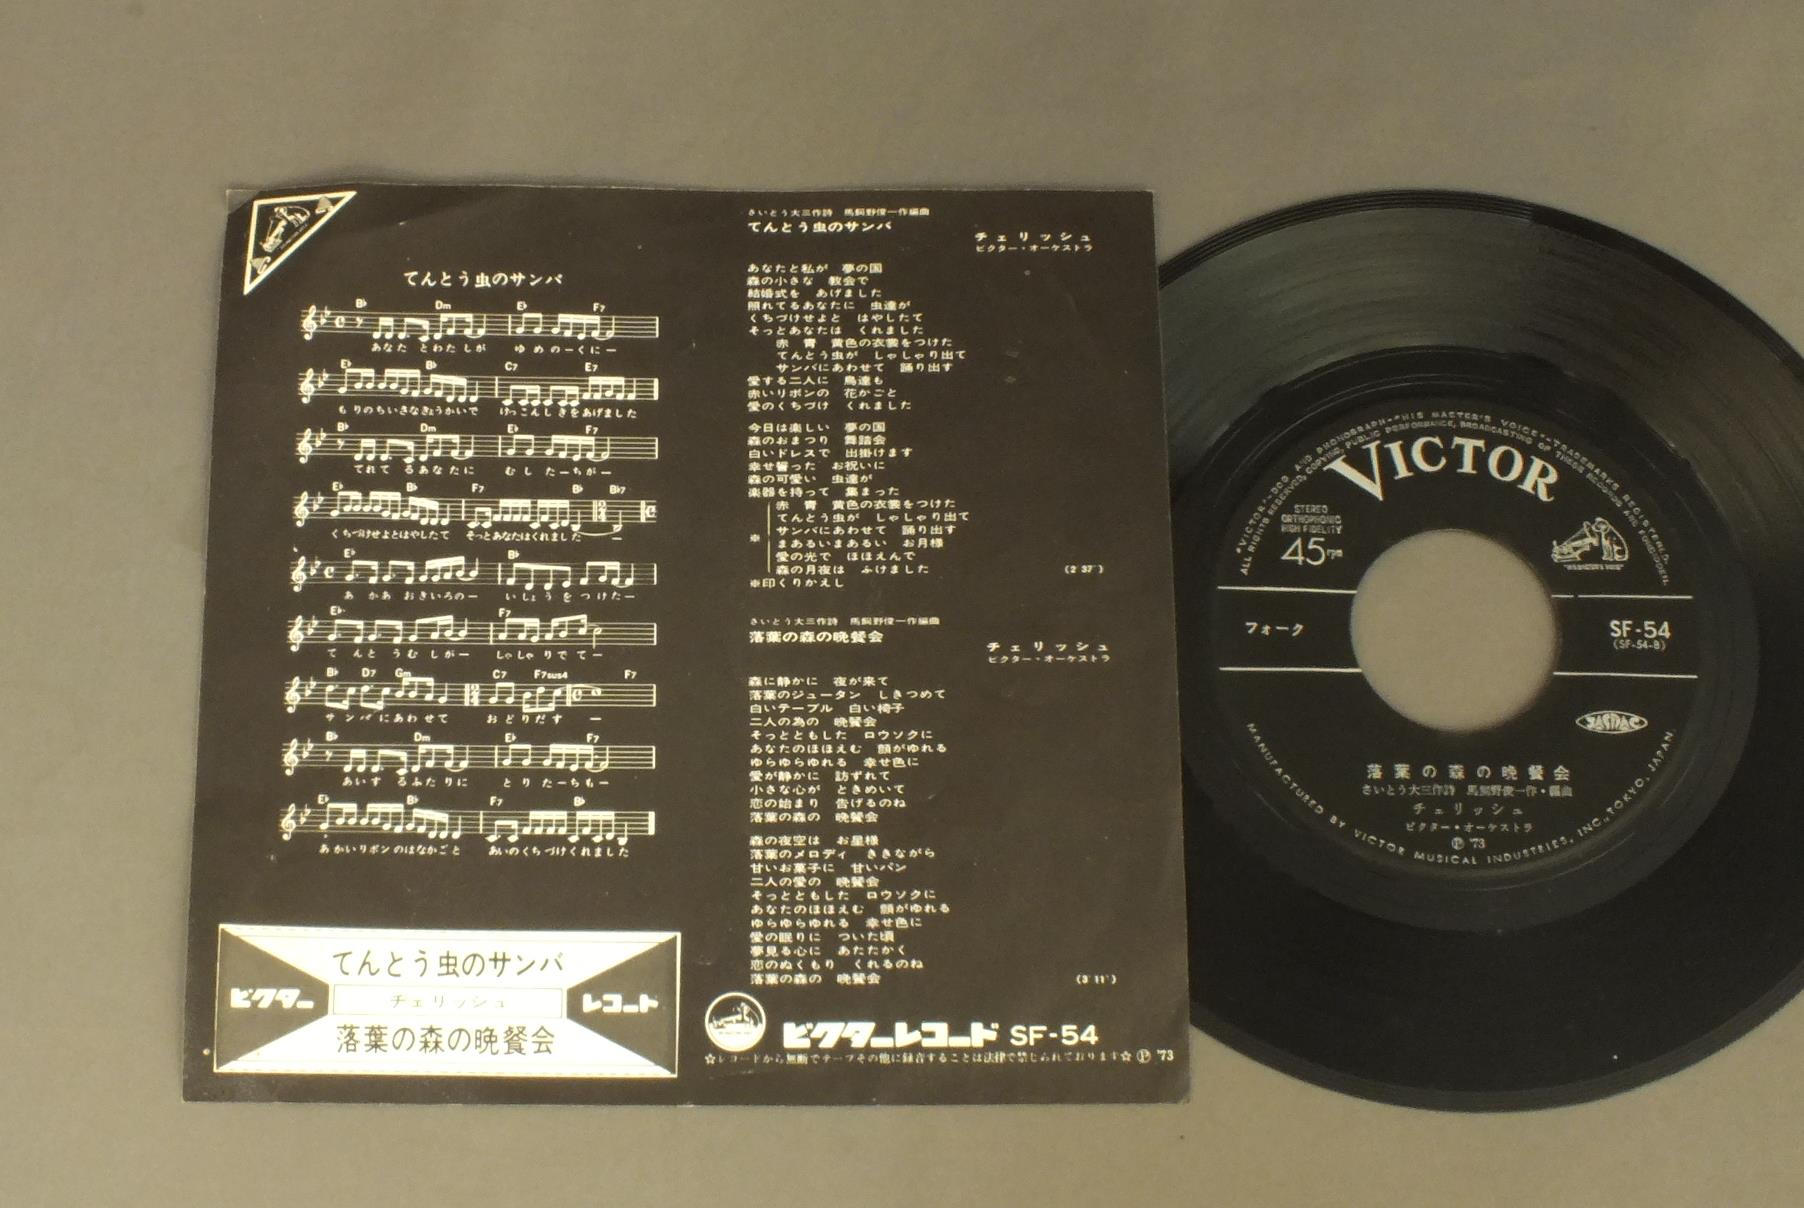 てんとう虫のサンバ
B♭ Dm E♭ F7
あなた とわたしが ゆめのーくにー
E♭ B♭ C7 F7
もりのちいさなきょうかいで けっこんしきをあげました
B♭ Dm E♭ F7
てれて るあなたに むし たーちがー
E♭ B♭ F7 B♭ B♭7
くちづけせよとはやしたて そっとあなたはくれました ー
E♭ B♭
あ かあ おきいろのー いしょう をつけたー
E♭ F7
て んと うむしがー しゃしゃりでてー
B♭ D7 Gm C7 F7sus4 F7
サンバにあわせて おどりだす ー
B♭ Dm E♭ F7
あいす るふたりに とり たーちもー
E♭ B♭ F7 B♭
あかいリボンのはなかごと あいのくちづけくれました
ビクター
てんとう虫のサンバ
チェリッシュ
落葉の森の晩餐会
レコード
さいとう大三作詩 馬飼野俊一作編曲
てんとう虫のサンバ
チェリッシュ
ビクター・オーケストラ
あなたと私が 夢の国
森の小さな 教会で
結婚式を あげました
照れてるあなたに 虫達が
くちづけせよと はやしたて
そっとあなたは くれました
赤 青 黄色の衣裳をつけた
てんとう虫が しゃしゃり出て
サンバにあわせて 踊り出す
愛する二人に 鳥達も
赤いリボンの 花かごと
愛のくちづけ くれました
今日は楽しい 夢の国
森のおまつり 舞踏会
白いドレスで 出掛けます
幸せ誓った お祝いに
森の可愛い 虫達が
楽器を持って 集まった
赤 青 黄色の衣裳をつけた
てんとう虫が しゃしゃり出て
サンバにあわせて 踊り出す
※ まあるいまあるい お月様
愛の光で ほほえんで
森の月夜は ふけました
(2′37″)
※印くりかえし
さいとう大三作詩 馬飼野俊一作編曲
落葉の森の晩餐会
チェリッシュ
ビクター・オーケストラ
森に静かに 夜が来て
落葉のジュータン しきつめて
白いテーブル 白い椅子
二人の為の 晩餐会
そっとともした ロウソクに
あなたのほほえむ 顔がゆれる
ゆらゆらゆれる 幸せ色に
愛が静かに 訪ずれて
小さな心が ときめいて
恋の始まり 告げるのね
落葉の森の 晩餐会
森の夜空は お星様
落葉のメロディ ききながら
甘いお菓子に 甘いパン
二人の愛の 晩餐会
そっとともした ロウソクに
あなたのほほえむ 顔がゆれる
ゆらゆらゆれる 幸せ色に
愛の眠りに ついた頃
夢見る心に あたたかく
恋のぬくもり くれるのね
落葉の森の 晩餐会
(3′11″)
ビクターレコード SF-54
☆レコードから無断でテープその他に録音することは法律で禁じられております☆ Ⓟ '73
"VICTOR"–DOG AND PHONOGRAPH–"HIS MASTER'S VOICE"–TRADEMARKS REGISTERED.
ALL RIGHTS RESERVED, COPYING, PUBLIC PERFORMANCE, BROADCASTING OF THESE RECORDS ARE FORBIDDEN.
VICTOR
STEREO
ORTHOPHONIC
HIGH FIDELITY
45rpm
"HIS MASTER'S VOICE"
フォーク
SF-54
(SF-54-B)
JASRAC
落葉の森の晩餐会
さいとう大三作詩 馬飼野俊一作・編曲
チェリッシュ
ビクター・オーケストラ
Ⓟ '73
MANUFACTURED BY VICTOR MUSICAL INDUSTRIES, INC., TOKYO, JAPAN.